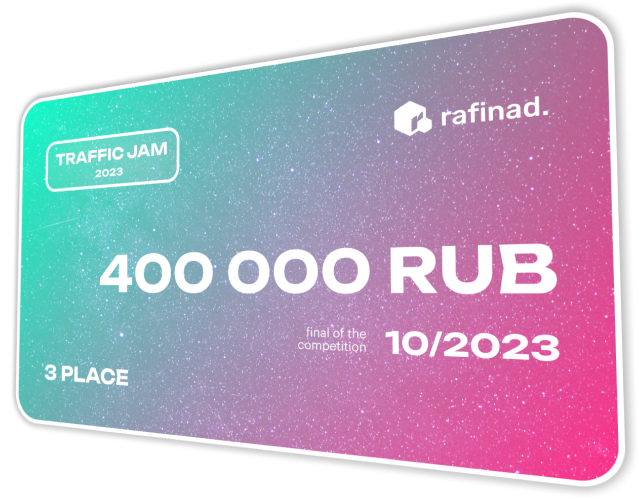 rafinad.
TRAFFIC JAM
2023
400 000 RUB
final of the
competition
10/2023
3 PLACE